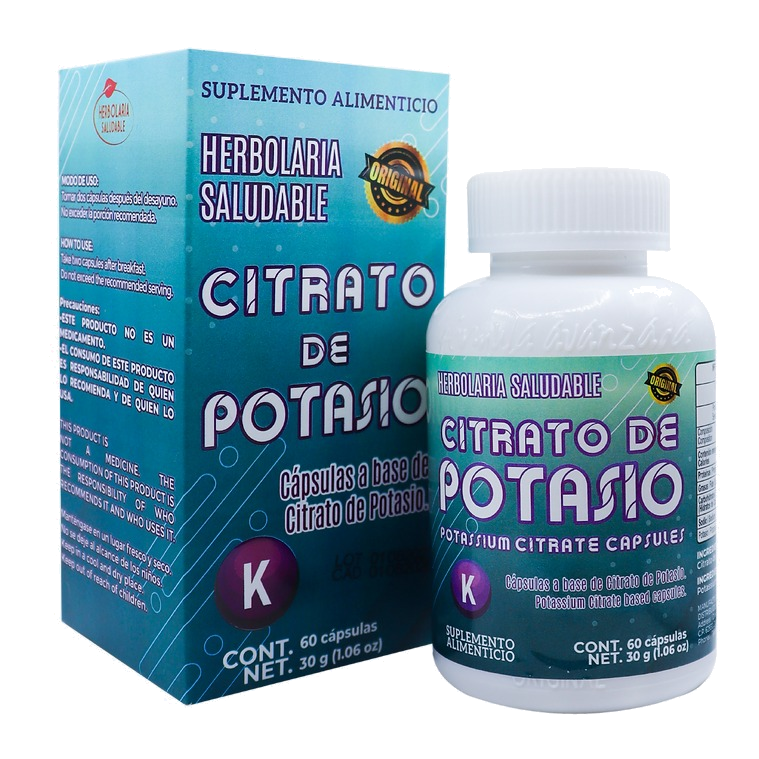 SUPLEMENTO ALIMENTICIO
HERBOLARIA
SALUDABLE
ORIGINAL
CITRATO
DE
POTASIO
Cápsulas a base de
Citrato de Potasio.
K
CONT. 60 cápsulas
NET. 30 g (1.06 oz)
HERBOLARIA
SALUDABLE
MODO DE USO:
Tomar dos cápsulas después del desayuno.
No exceder la porción recomendada.
HOW TO USE:
Take two capsules after breakfast.
Do not exceed the recommended serving.
Precauciones:
-ESTE PRODUCTO NO ES UN
MEDICAMENTO.
-EL CONSUMO DE ESTE PRODUCTO
ES RESPONSABILIDAD DE QUIEN
LO RECOMIENDA Y DE QUIEN LO
USA.
THIS PRODUCT IS
NOT A MEDICINE. THE
CONSUMPTION OF THIS PRODUCT IS
THE RESPONSIBILITY OF WHO
RECOMMENDS IT AND WHO USES IT.
Manténgase en un lugar fresco y seco.
No se deje al alcance de los niños.
Keep in a cool and dry place.
Keep out of reach of children.
HERBOLARIA SALUDABLE
ORIGINAL
CITRATO DE
POTASIO
POTASSIUM CITRATE CAPSULES
K
Cápsulas a base de Citrato de Potasio.
Potassium Citrate based capsules.
SUPLEMENTO
ALIMENTICIO
CONT. 60 cápsulas
NET. 30 g (1.06 oz)